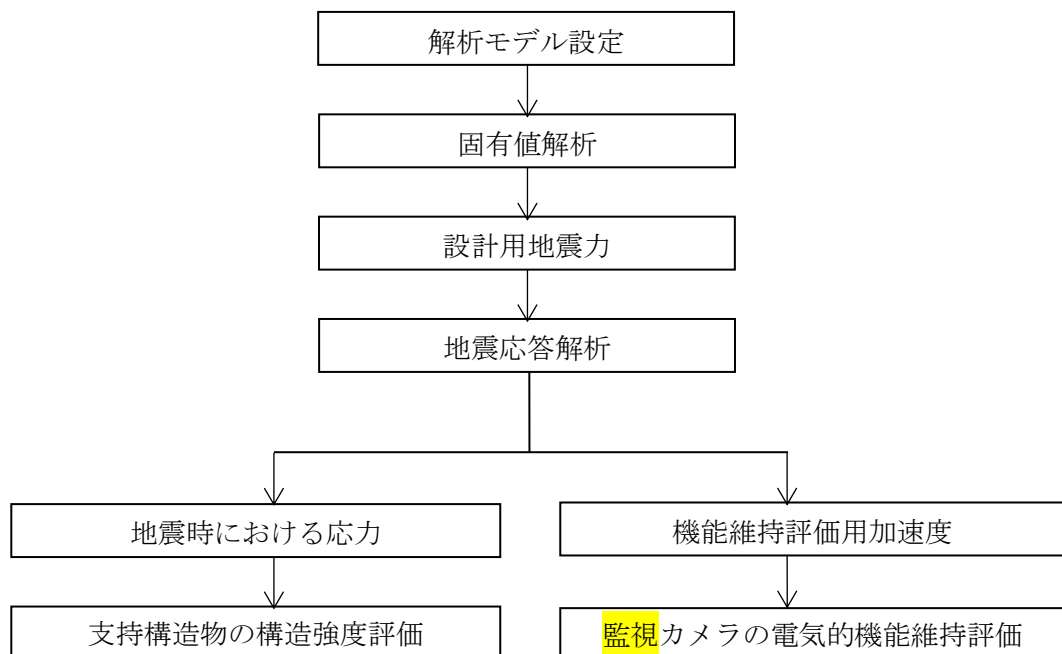 解析モデル設定
固有値解析
設計用地震力
地震応答解析
地震時における応力
機能維持評価用加速度
支持構造物の構造強度評価
監視カメラの電気的機能維持評価